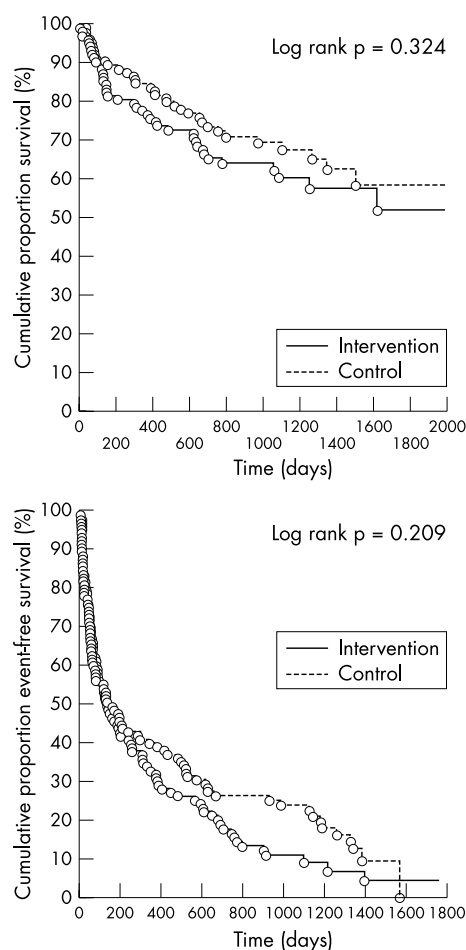 100
Log rank p = 0.324
90
80
70
60
50
40
30
20
10
0
Cumulative proportion survival (%)
Intervention
Control
0 400 800 1000 1200 1600 2000
200 600 1400 1800
Time (days)
100
Log rank p = 0.209
90
80
70
60
50
40
30
20
10
0
Cumulative proportion event-free survival (%)
Intervention
Control
0 200 400 600 800 1000 1200 1400 1600 1800
Time (days)